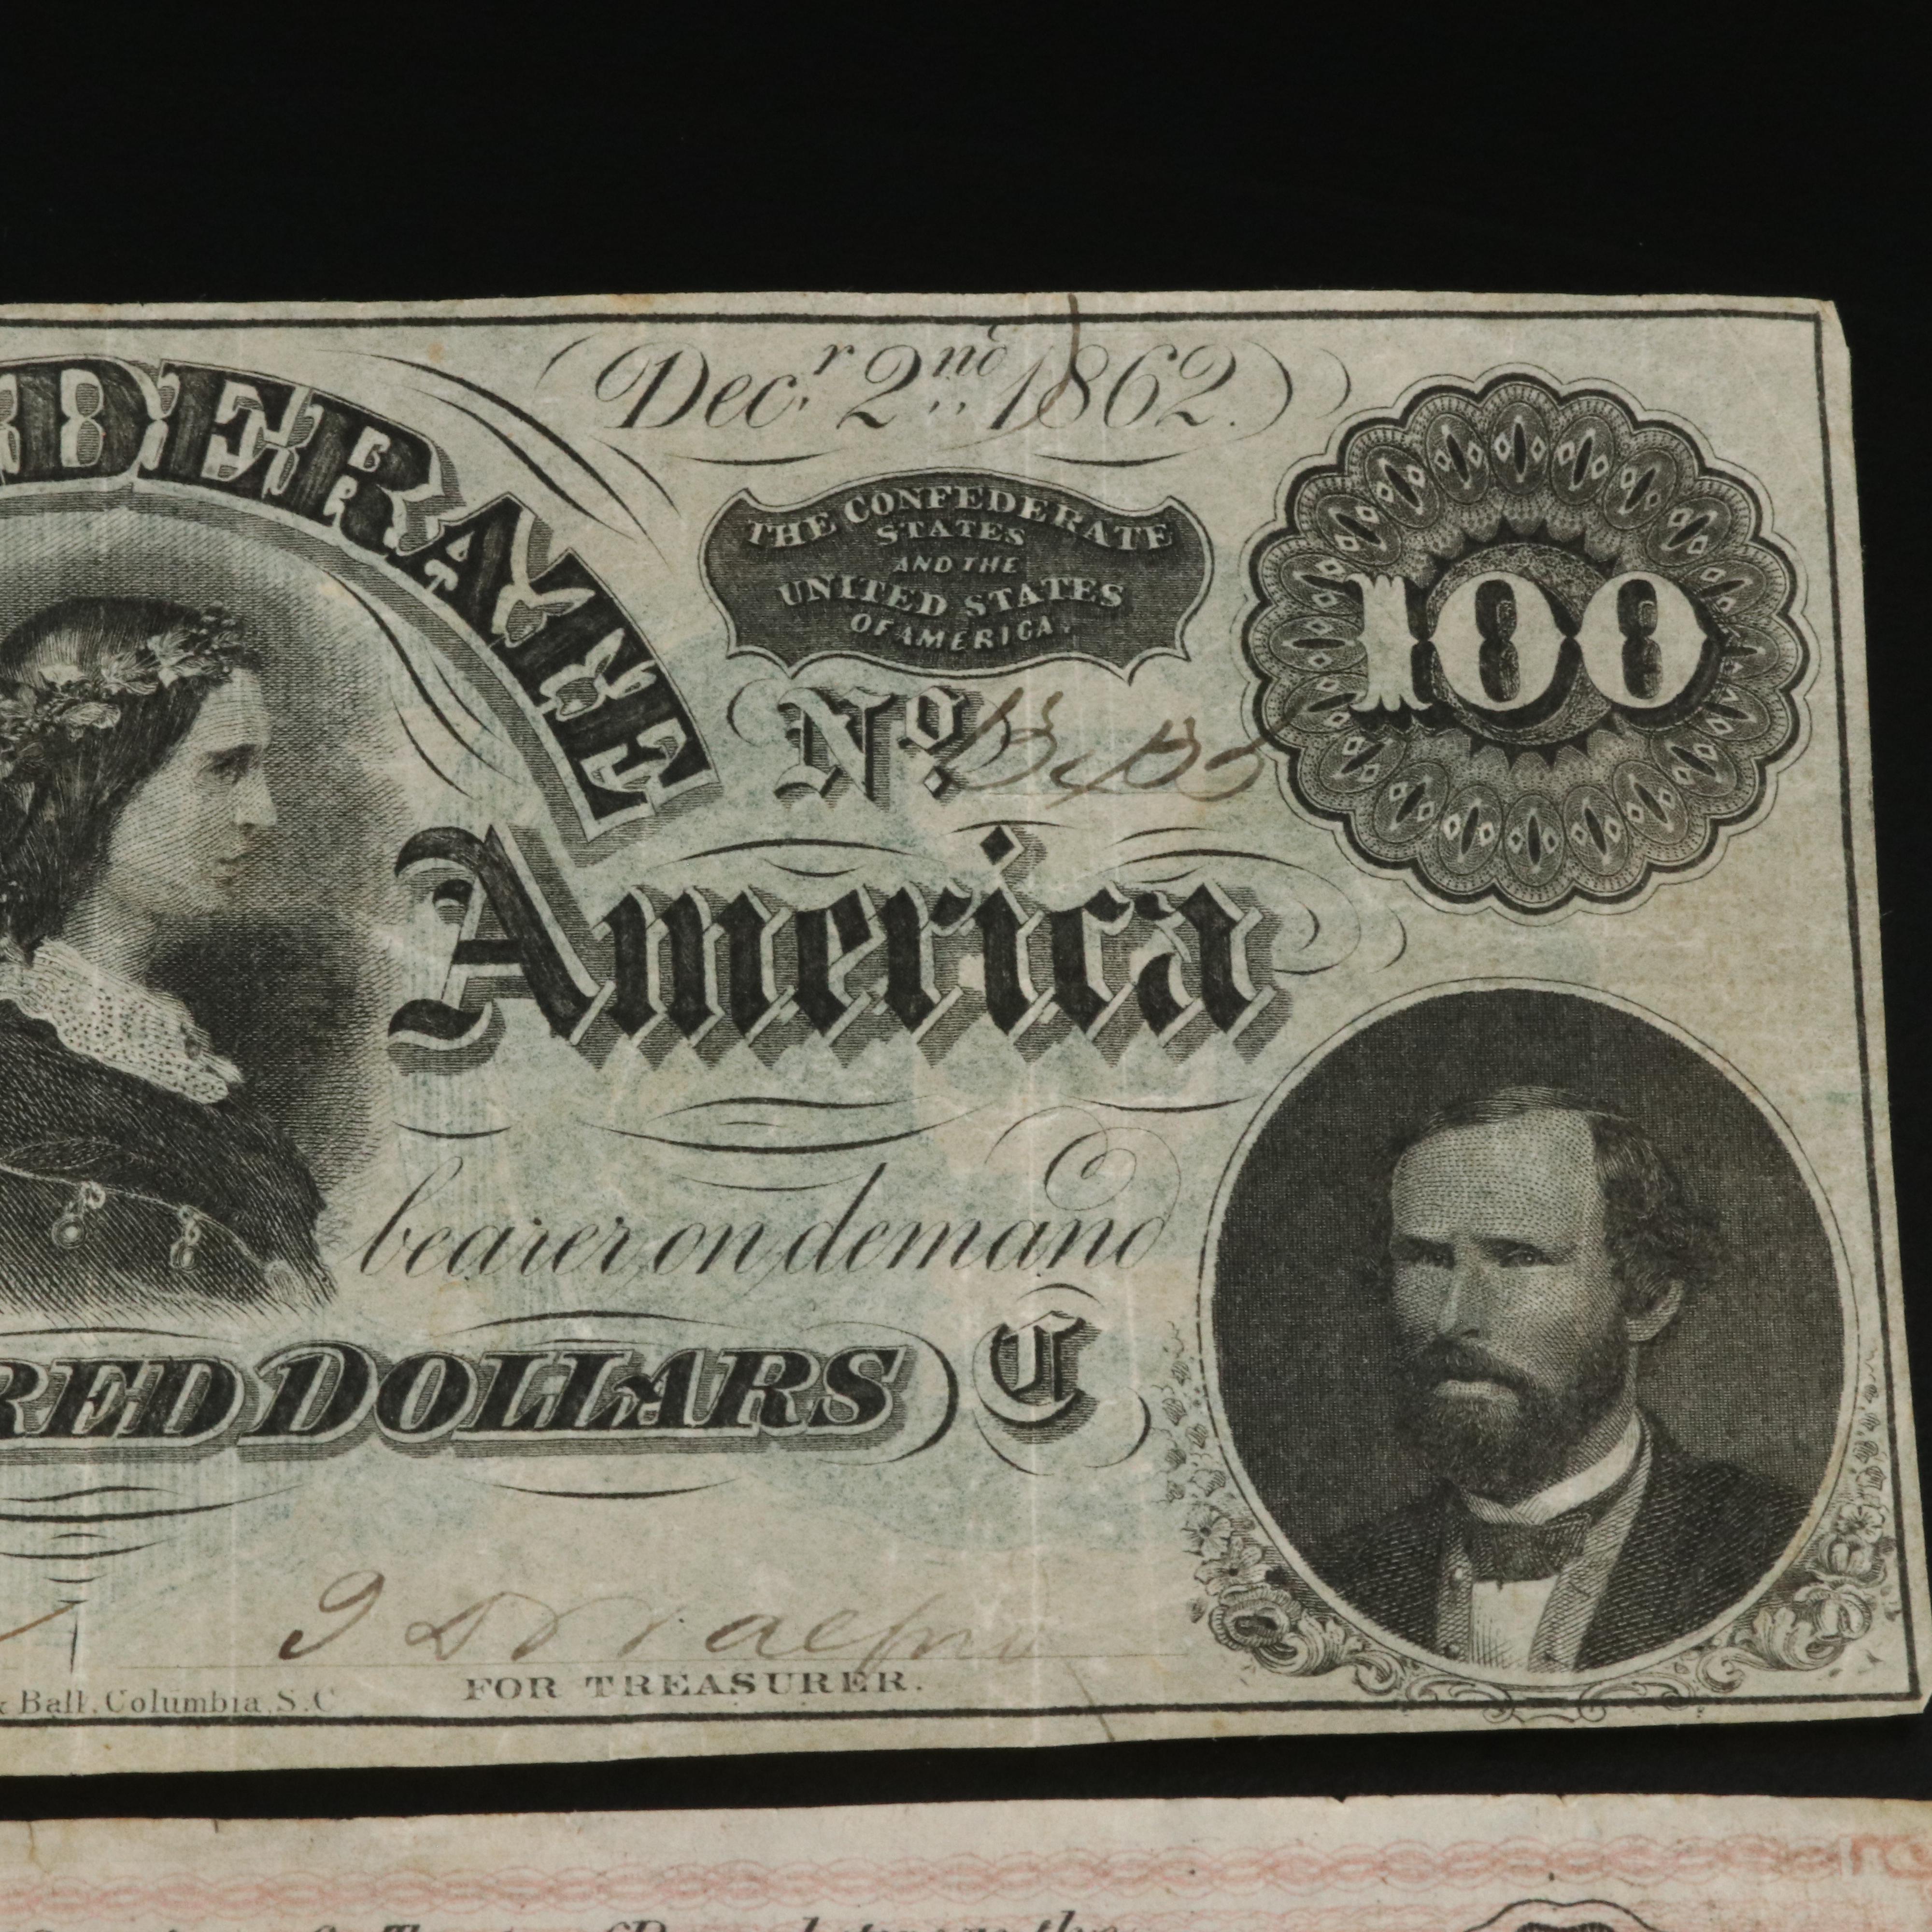 Decr. 2nd 1862.
DERATE
THE CONFEDERATE
STATES
AND THE
UNITED STATES
OF AMERICA.
100
No.
America
bearer on demand
RED DOLLARS
C
FOR TREASURER.
& Ball, Columbia, S.C